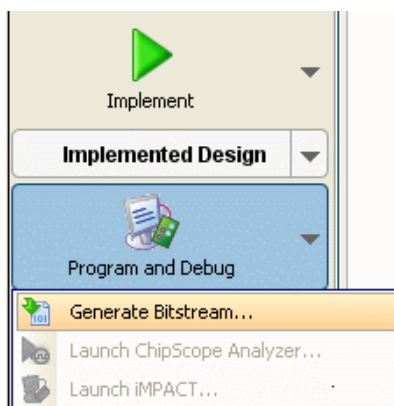 Implement
Implemented Design
Program and Debug
Generate Bitstream...
Launch ChipScope Analyzer...
Launch iMPACT...